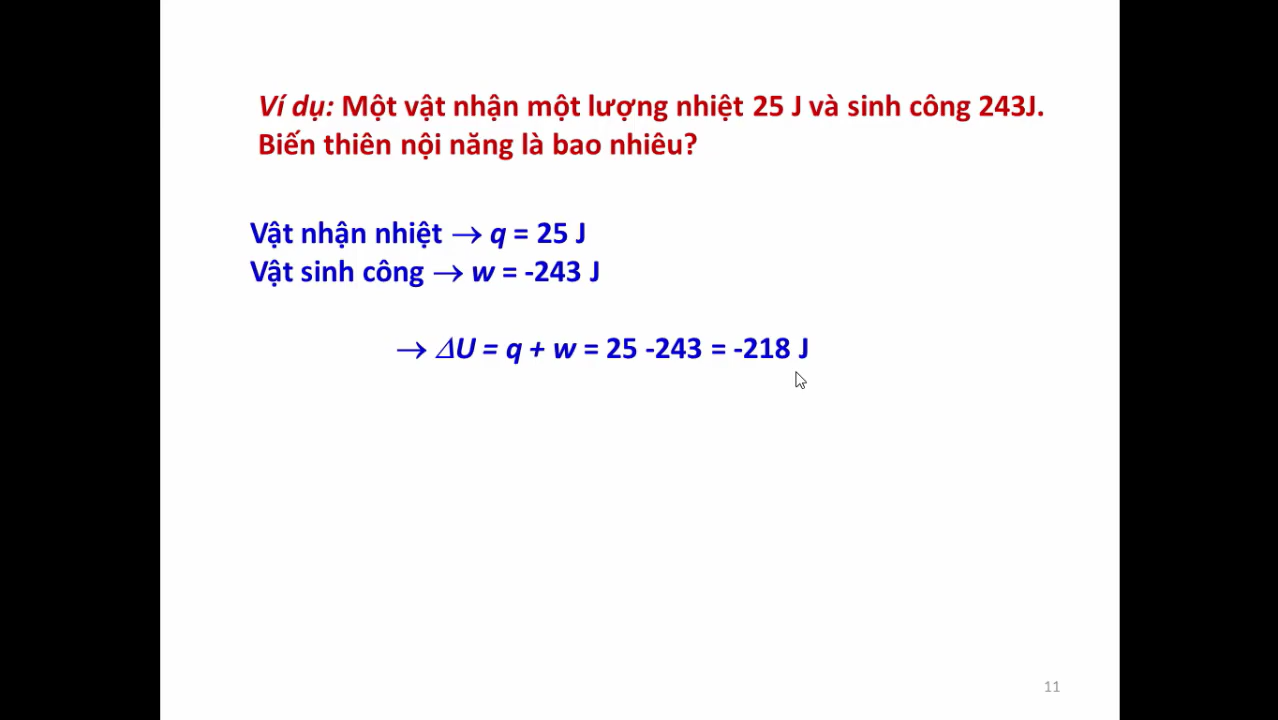 Ví dụ: Một vật nhận một lượng nhiệt 25 J và sinh công 243J.
Biến thiên nội năng là bao nhiêu?
Vật nhận nhiệt → q = 25 J
Vật sinh công → w = -243 J
→ ΔU = q + w = 25 -243 = -218 J
11